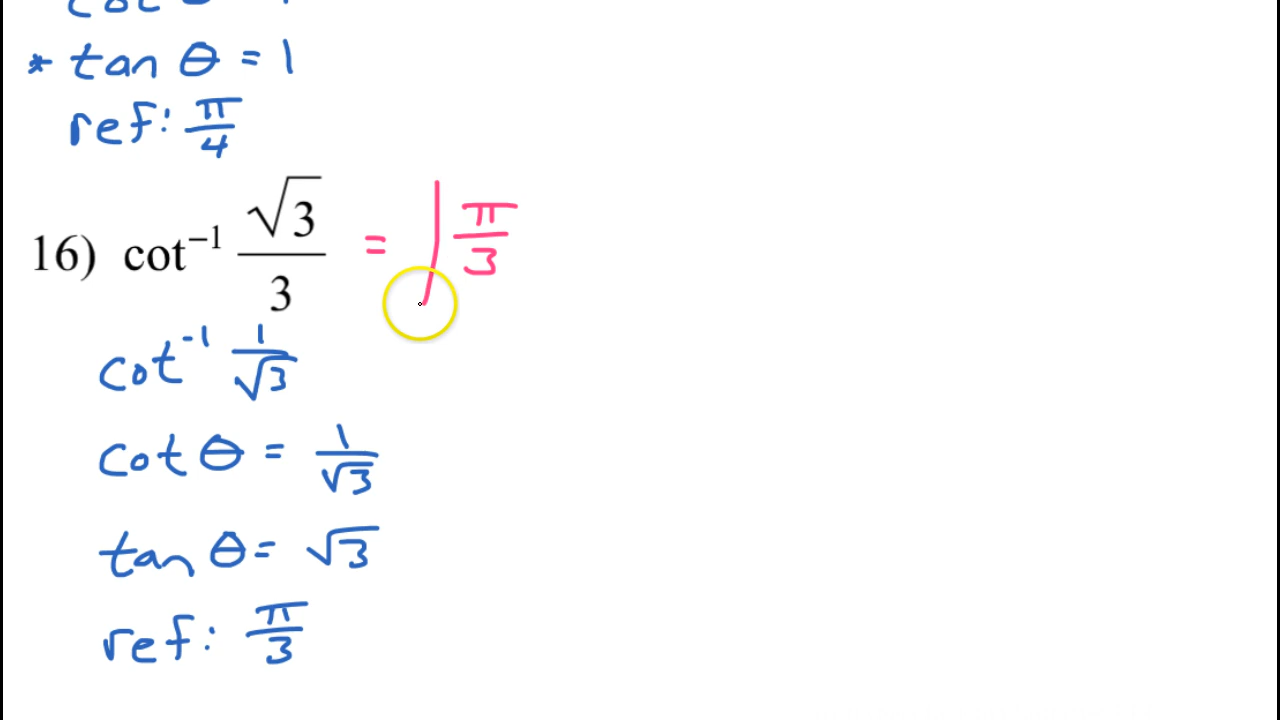 * tan θ = 1
ref: π/4
16) cot⁻¹ √3/3 = π/3
cot⁻¹ 1/√3
cot θ = 1/√3
tan θ = √3
ref: π/3